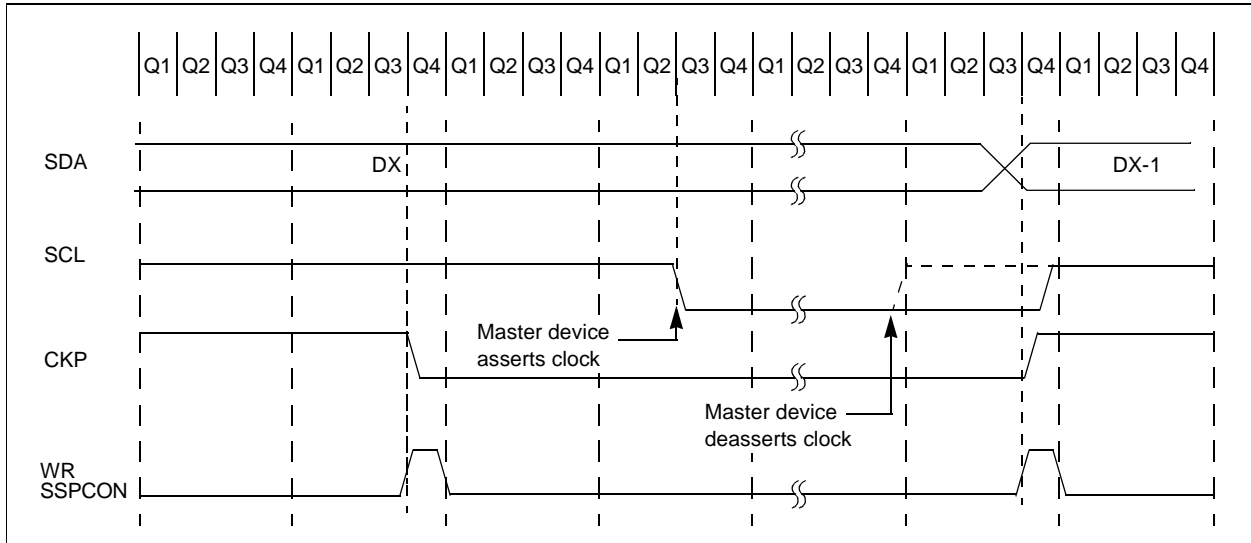 Q1 Q2 Q3 Q4 Q1 Q2 Q3 Q4 Q1 Q2 Q3 Q4 Q1 Q2 Q3 Q4 Q1 Q2 Q3 Q4 Q1 Q2 Q3 Q4 Q1 Q2 Q3 Q4
SDA
DX
DX-1
SCL
Master device
asserts clock
CKP
Master device
deasserts clock
WR
SSPCON